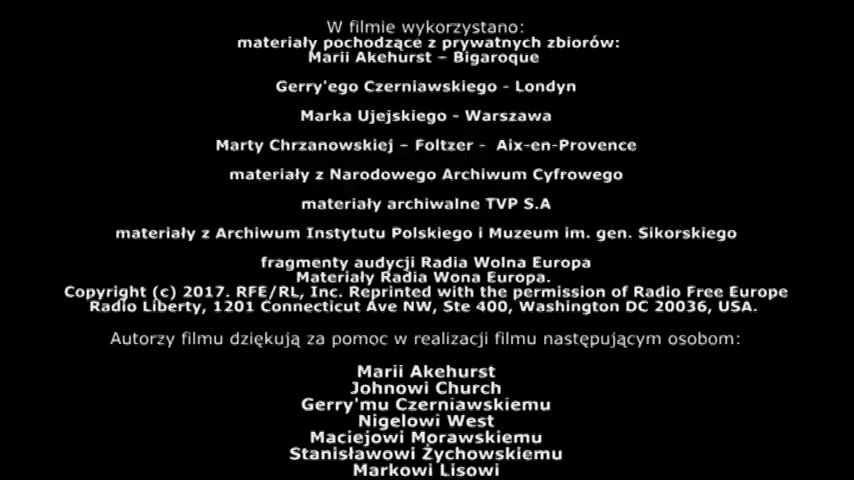 W filmie wykorzystano:
materiały pochodzące z prywatnych zbiorów:
Marii Akehurst – Bigaroque
Gerry'ego Czerniawskiego - Londyn
Marka Ujejskiego - Warszawa
Marty Chrzanowskiej – Foltzer - Aix-en-Provence
materiały z Narodowego Archiwum Cyfrowego
materiały archiwalne TVP S.A
materiały z Archiwum Instytutu Polskiego i Muzeum im. gen. Sikorskiego
fragmenty audycji Radia Wolna Europa
Materiały Radia Wona Europa.
Copyright (c) 2017. RFE/RL, Inc. Reprinted with the permission of Radio Free Europe
Radio Liberty, 1201 Connecticut Ave NW, Ste 400, Washington DC 20036, USA.
Autorzy filmu dziękują za pomoc w realizacji filmu następującym osobom:
Marii Akehurst
Johnowi Church
Gerry'mu Czerniawskiemu
Nigelowi West
Maciejowi Morawskiemu
Stanisławowi Żychowskiemu
Markowi Lisowi